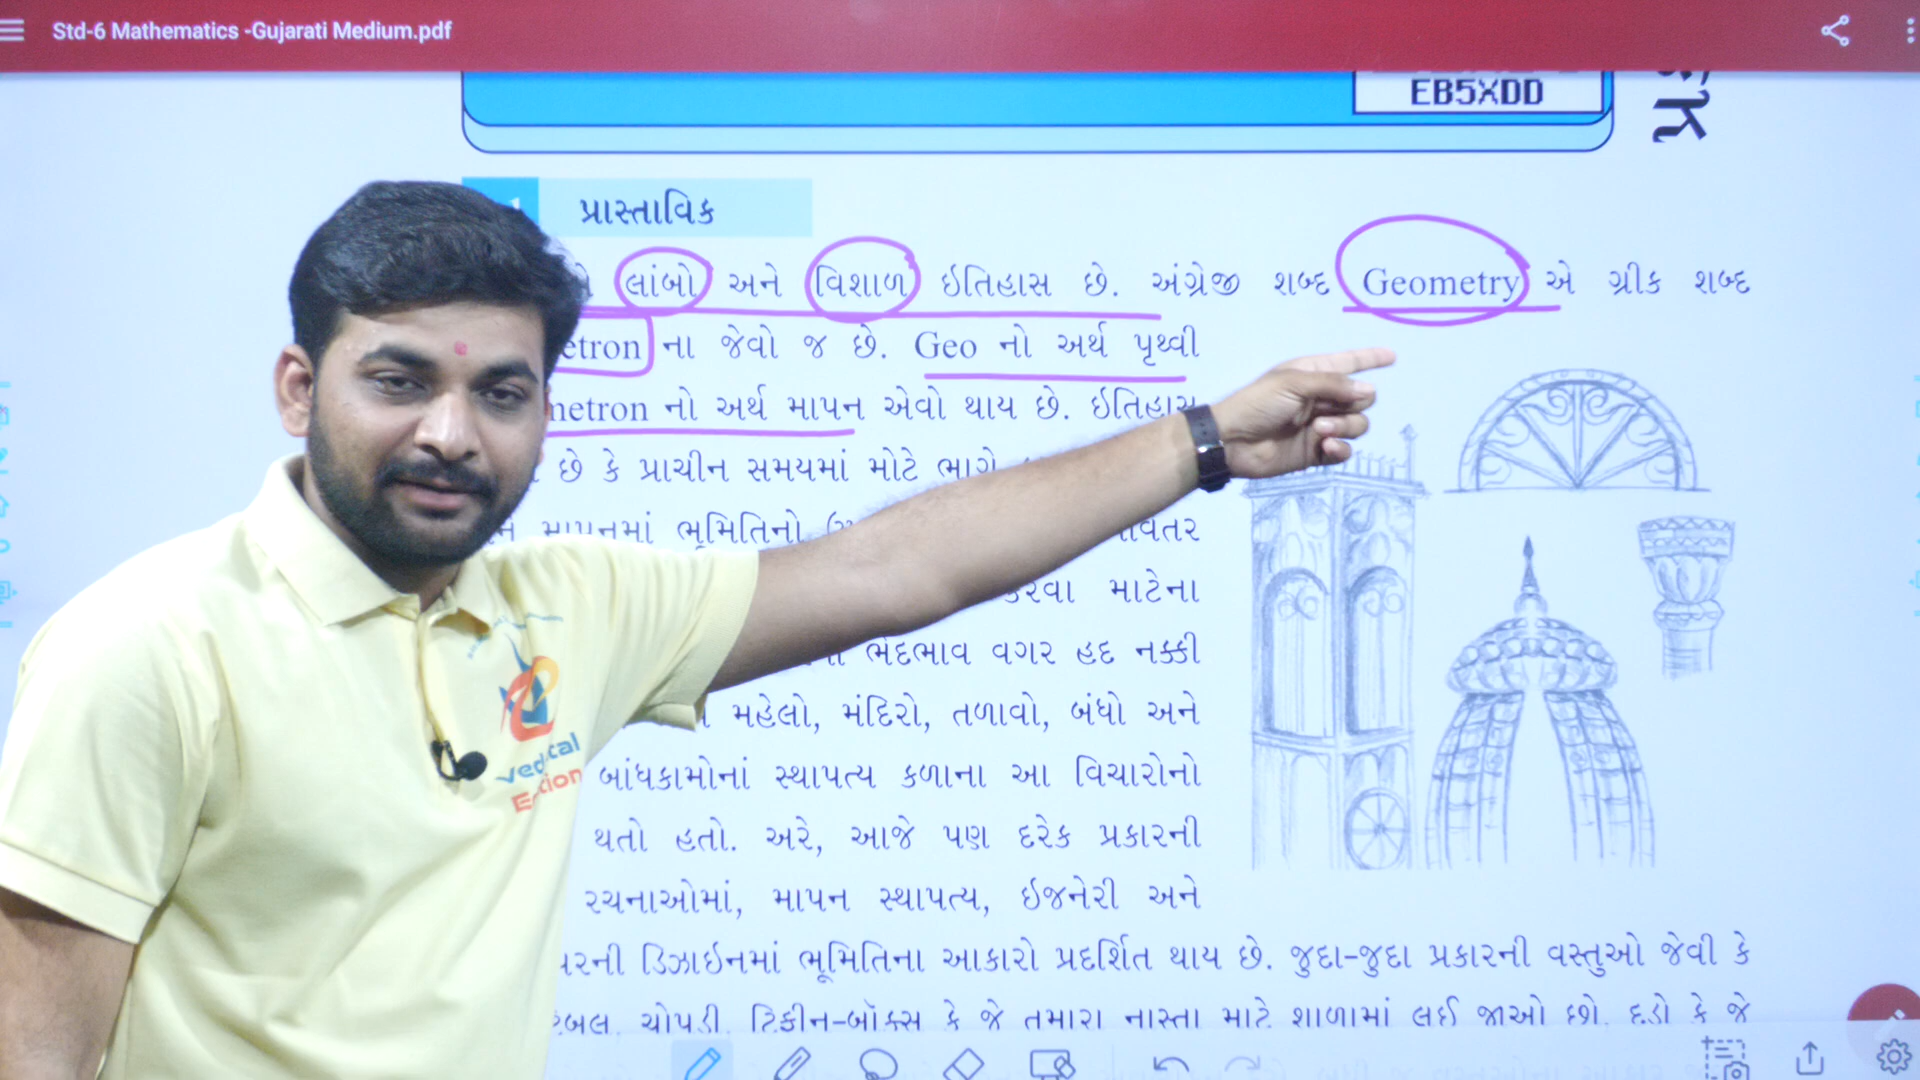 Std-6 Mathematics -Gujarati Medium.pdf
EB5XDD
પ્રાસ્તાવિક
લાંબો અને વિશાળ ઇતિહાસ છે. અંગ્રેજી શબ્દ Geometry એ ગ્રીક શબ્દ
etron ના જેવો જ છે. Geo નો અર્થ પૃથ્વી
metron નો અર્થ માપન એવો થાય છે. ઇતિહાસ
છે કે પ્રાચીન સમયમાં મોટે ભાગે
માપનમાં ભૂમિતિનો
કરવા માટેના
ભેદભાવ વગર હદ નક્કી
મહેલો, મંદિરો, તળાવો, બંધો અને
બાંધકામોનાં સ્થાપત્ય કળાના આ વિચારોનો
થતો હતો. અરે, આજે પણ દરેક પ્રકારની
રચનાઓમાં, માપન સ્થાપત્ય, ઇજનેરી અને
પરની ડિઝાઇનમાં ભૂમિતિના આકારો પ્રદર્શિત થાય છે. જુદા-જુદા પ્રકારની વસ્તુઓ જેવી કે
ટેબલ, ચોપડી, ટિફીન-બૉક્સ કે જે તમારા નાસ્તા માટે શાળામાં લઈ જાઓ છો, દડો કે જે